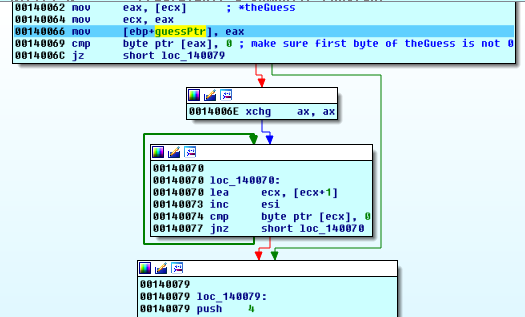 00140062 mov     eax, [ecx]      ; *theGuess
00140064 mov     ecx, eax
00140066 mov     [ebp+guessPtr], eax
00140069 cmp     byte ptr [eax], 0 ; make sure first byte of theGuess is not 0
0014006C jz      short loc_140079
0014006E xchg    ax, ax
00140070
00140070 loc_140070:
00140070 lea     ecx, [ecx+1]
00140073 inc     esi
00140074 cmp     byte ptr [ecx], 0
00140077 jnz     short loc_140070
00140079
00140079 loc_140079:
00140079 push    4